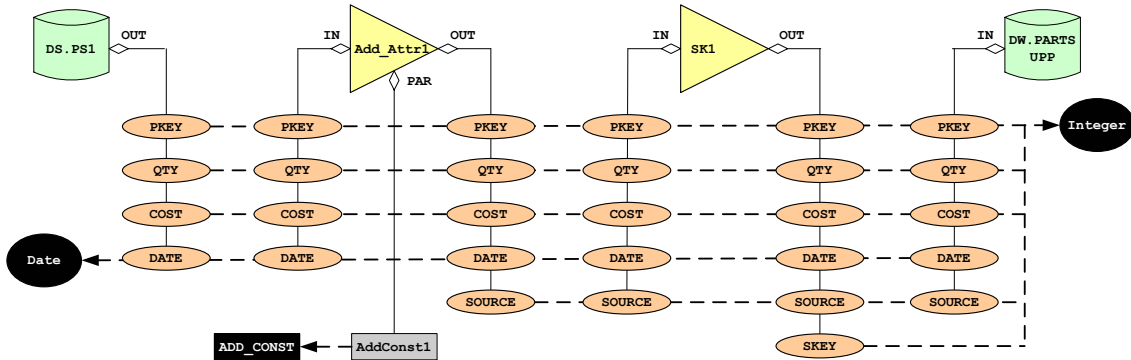 OUT
IN
OUT
IN
OUT
IN
DS.PS1
Add_Attr1
SK1
DW.PARTS
UPP
PAR
PKEY PKEY PKEY PKEY PKEY PKEY Integer
QTY QTY QTY QTY QTY QTY
COST COST COST COST COST COST
Date DATE DATE DATE DATE DATE DATE
SOURCE SOURCE SOURCE SOURCE
ADD_CONST AddConst1 SKEY